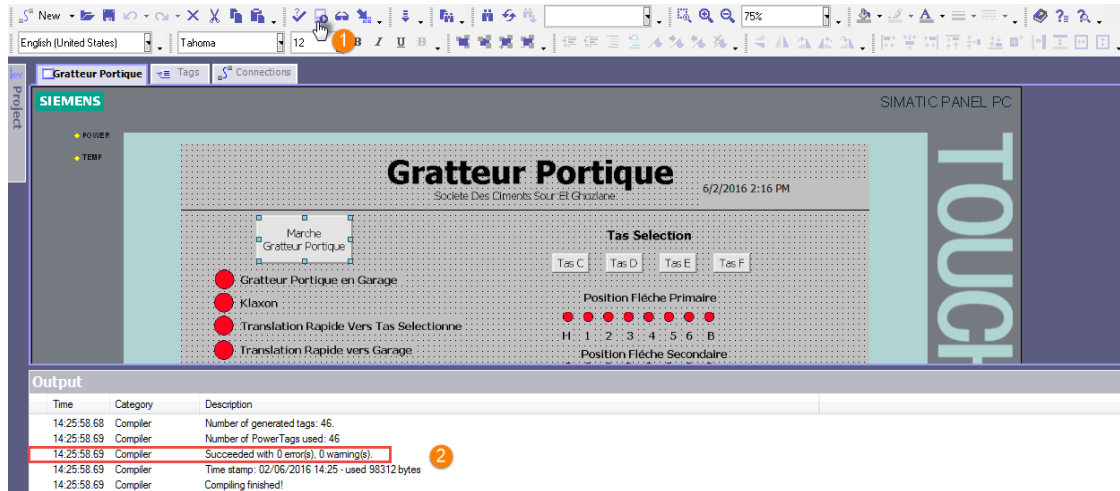 New
75%
English (United States)
Tahoma
12
B I U
1
Project
Gratteur Portique
Tags
Connections
SIEMENS
SIMATIC PANEL PC
POWER
TEMP
TOUCH
Gratteur Portique
Societe Des Ciments Sour El Ghozlane
6/2/2016 2:16 PM
Marche
Gratteur Portique
Tas Selection
Tas C Tas D Tas E Tas F
Gratteur Portique en Garage
Klaxon
Translation Rapide Vers Tas Selectionne
Translation Rapide vers Garage
Position Fléche Primaire
H 1 2 3 4 5 6 B
Position Fléche Secondaire
Output
Time Category Description
14:25:58.68 Compiler Number of generated tags: 46.
14:25:58.69 Compiler Number of PowerTags used: 46
14:25:58.69 Compiler Succeeded with 0 error(s), 0 warning(s).
2
14:25:58.69 Compiler Time stamp: 02/06/2016 14:25 - used 98312 bytes
14:25:58.69 Compiler Compiling finished!